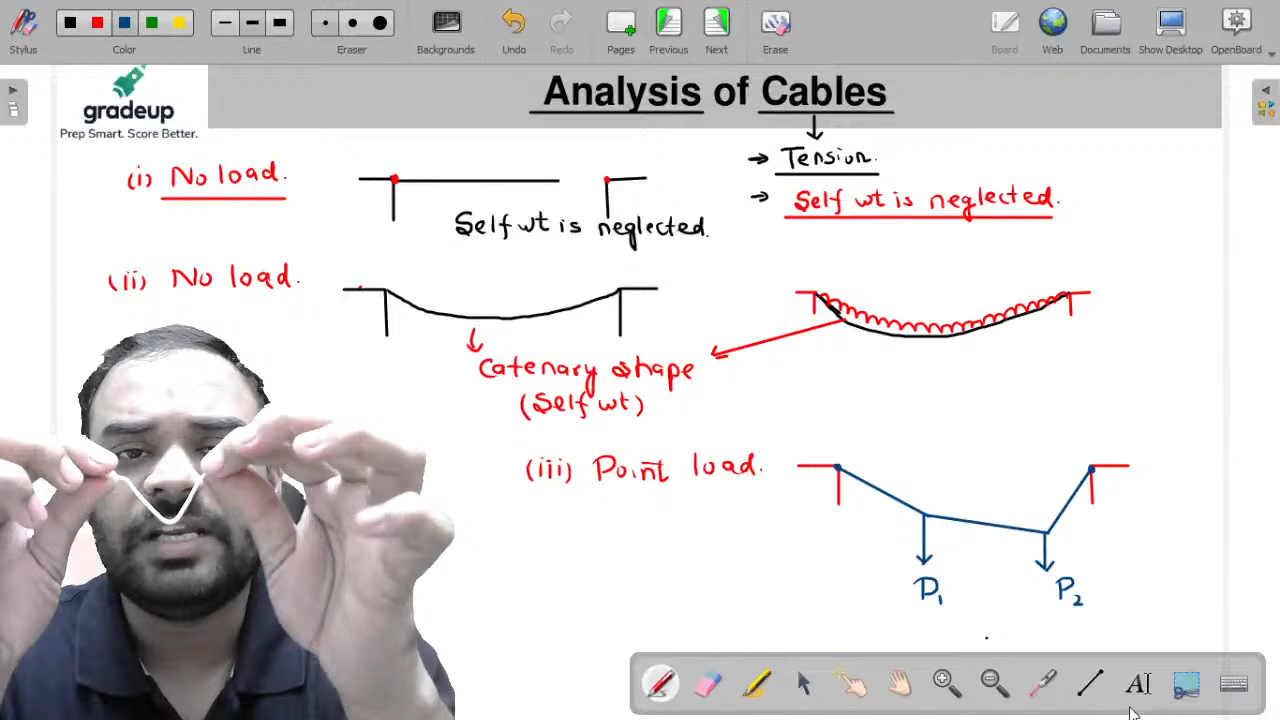 Stylus
Color
Line
Eraser
Backgrounds
Undo
Redo
Pages
Previous
Next
Erase
Board
Web
Documents
Show Desktop
OpenBoard
gradeup
Prep Smart. Score Better.
Analysis of Cables
→ Tension.
→ Self wt is neglected.
(i) No load.
Self wt is neglected.
(ii) No load.
Catenary shape
(Self wt)
(iii) Point load.
P1
P2
AI